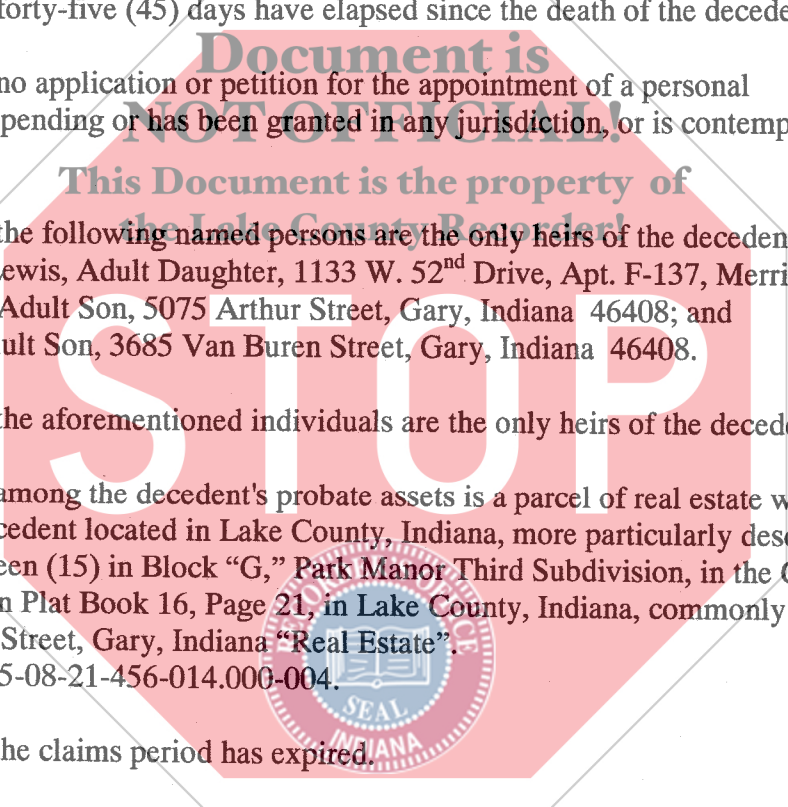 forty-five (45) days have elapsed since the death of the decede
Document is
no application or petition for the appointment of a personal
NOT OFFICIAL!
pending or has been granted in any jurisdiction, or is contemp
This Document is the property of
the Lake County Recorder!
the following named persons are the only heirs of the deceden
ewis, Adult Daughter, 1133 W. 52nd Drive, Apt. F-137, Merri
Adult Son, 5075 Arthur Street, Gary, Indiana 46408; and
ult Son, 3685 Van Buren Street, Gary, Indiana 46408.
STOP
the aforementioned individuals are the only heirs of the decede
among the decedent's probate assets is a parcel of real estate w
cedent located in Lake County, Indiana, more particularly desc
een (15) in Block “G,” Park Manor Third Subdivision, in the C
n Plat Book 16, Page 21, in Lake County, Indiana, commonly
Street, Gary, Indiana “Real Estate”.
5-08-21-456-014.000-004.
SEAL
INDIANA
he claims period has expired.